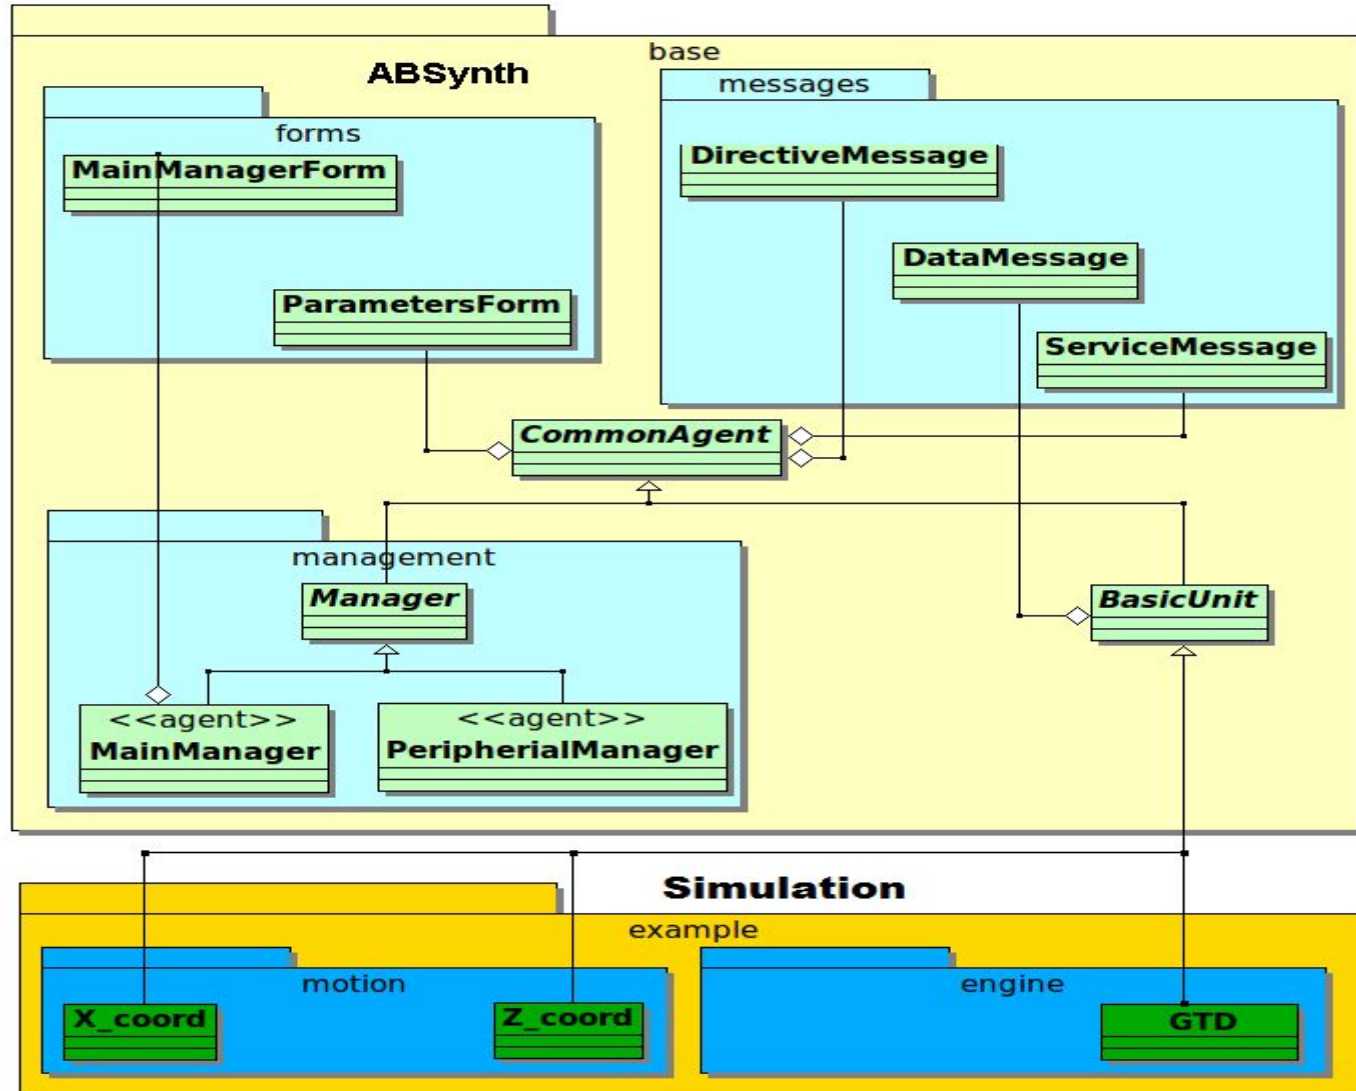 base
ABSynth
messages
forms
MainManagerForm
DirectiveMessage
DataMessage
ParametersForm
ServiceMessage
CommonAgent
management
Manager
BasicUnit
<<agent>>
MainManager
<<agent>>
PeripherialManager
Simulation
example
motion
engine
X_coord
Z_coord
GTD